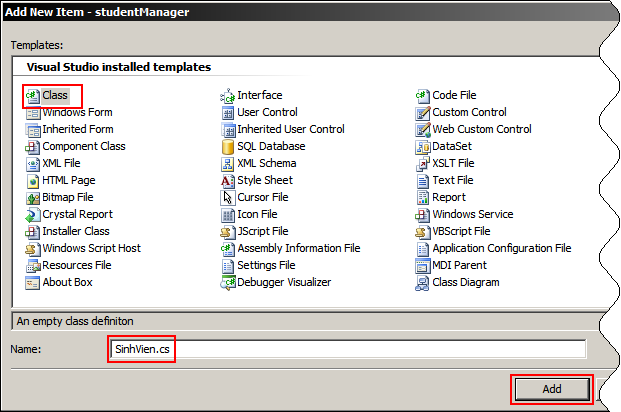 Add New Item - studentManager
Templates:
Visual Studio installed templates
Class Interface Code File
Windows Form User Control Custom Control
Inherited Form Inherited User Control Web Custom Control
Component Class SQL Database DataSet
XML File XML Schema XSLT File
HTML Page Style Sheet Text File
Bitmap File Cursor File Report
Crystal Report Icon File Windows Service
Installer Class JScript File VBScript File
Windows Script Host Assembly Information File Application Configuration File
Resources File Settings File MDI Parent
About Box Debugger Visualizer Class Diagram
An empty class definiton
Name: SinhVien.cs
Add